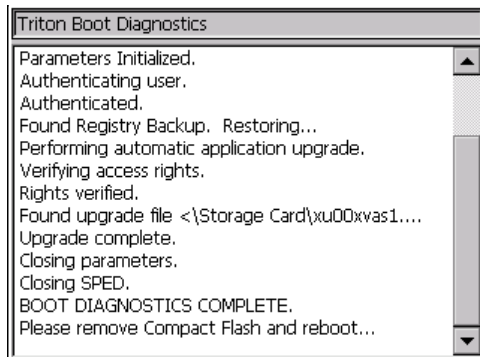 Triton Boot Diagnostics
Parameters Initialized.
Authenticating user.
Authenticated.
Found Registry Backup.  Restoring...
Performing automatic application upgrade.
Verifying access rights.
Rights verified.
Found upgrade file <\Storage Card\xu00xvas1....
Upgrade complete.
Closing parameters.
Closing SPED.
BOOT DIAGNOSTICS COMPLETE.
Please remove Compact Flash and reboot...